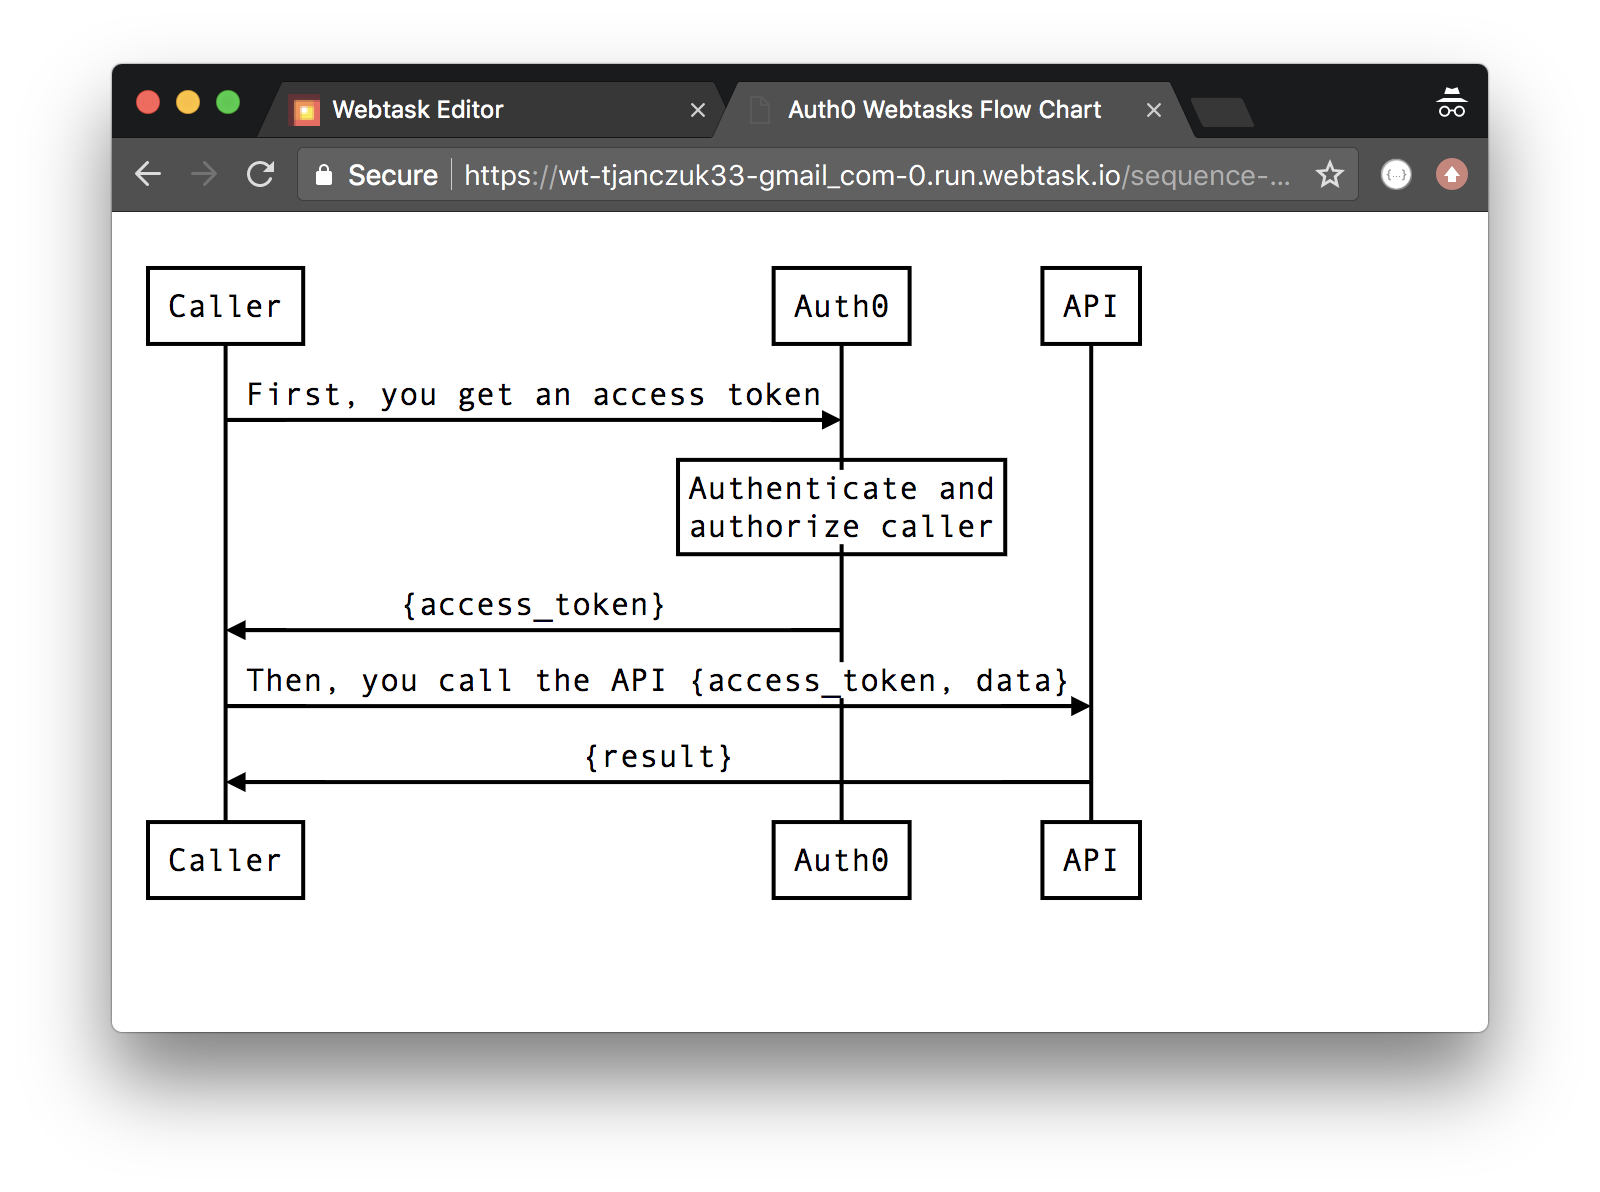 Webtask Editor
Auth0 Webtasks Flow Chart
Secure
https://wt-tjanczuk33-gmail_com-0.run.webtask.io/sequence-...
{...}
Caller
Auth0
API
First, you get an access token
Authenticate and
authorize caller
{access_token}
Then, you call the API {access_token, data}
{result}
Caller
Auth0
API